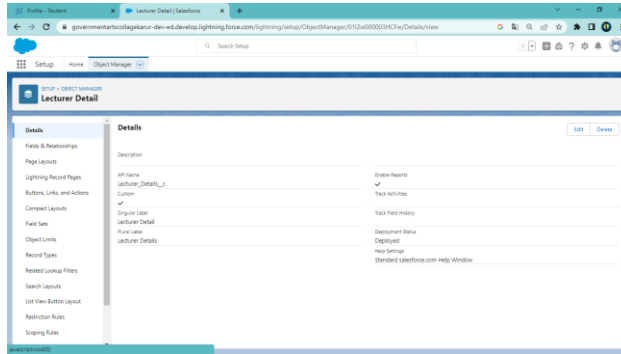 Profile - Student
Lecturer Detail | Salesforce
governmentartscollagekarur-dev-ed.develop.lightning.force.com/lightning/setup/ObjectManager/01I2w000003HCFw/Details/view
Search Setup
Setup
Home
Object Manager
SETUP > OBJECT MANAGER
Lecturer Detail
Details
Fields & Relationships
Page Layouts
Lightning Record Pages
Buttons, Links, and Actions
Compact Layouts
Field Sets
Object Limits
Record Types
Related Lookup Filters
Search Layouts
List View Button Layout
Restriction Rules
Scoping Rules
Details
Edit
Delete
Description
API Name
Lecturer_Details__c
Custom
Singular Label
Lecturer Detail
Plural Label
Lecturer Details
Enable Reports
Track Activities
Track Field History
Deployment Status
Deployed
Help Settings
Standard salesforce.com Help Window